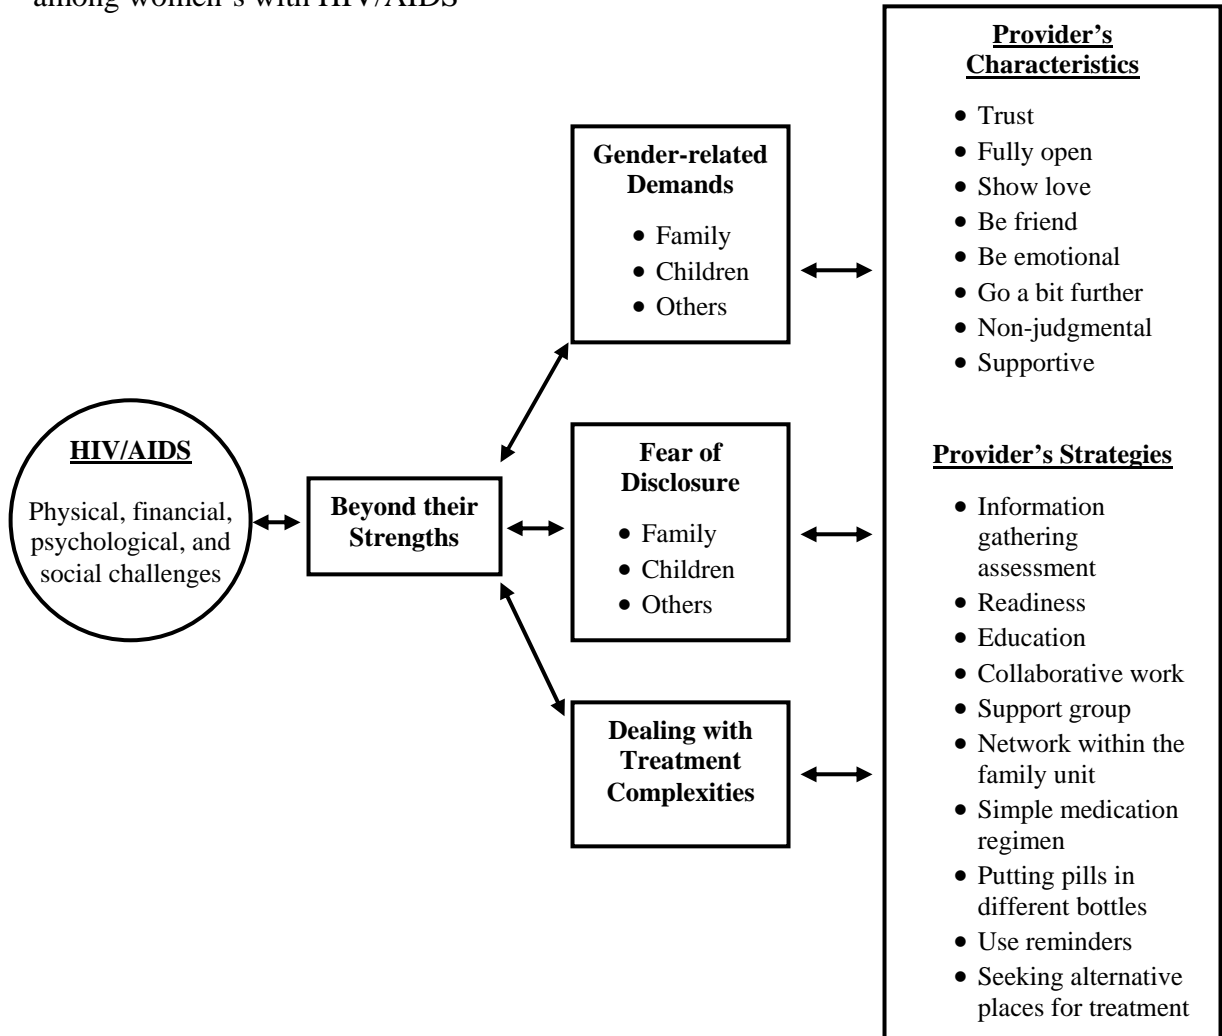 among women’s with HIV/AIDS
HIV/AIDS
Physical, financial,
psychological, and
social challenges
Beyond their
Strengths
Gender-related
Demands
• Family
• Children
• Others
Fear of
Disclosure
• Family
• Children
• Others
Dealing with
Treatment
Complexities
Provider’s
Characteristics
• Trust
• Fully open
• Show love
• Be friend
• Be emotional
• Go a bit further
• Non-judgmental
• Supportive
Provider’s Strategies
• Information
gathering
assessment
• Readiness
• Education
• Collaborative work
• Support group
• Network within the
family unit
• Simple medication
regimen
• Putting pills in
different bottles
• Use reminders
• Seeking alternative
places for treatment